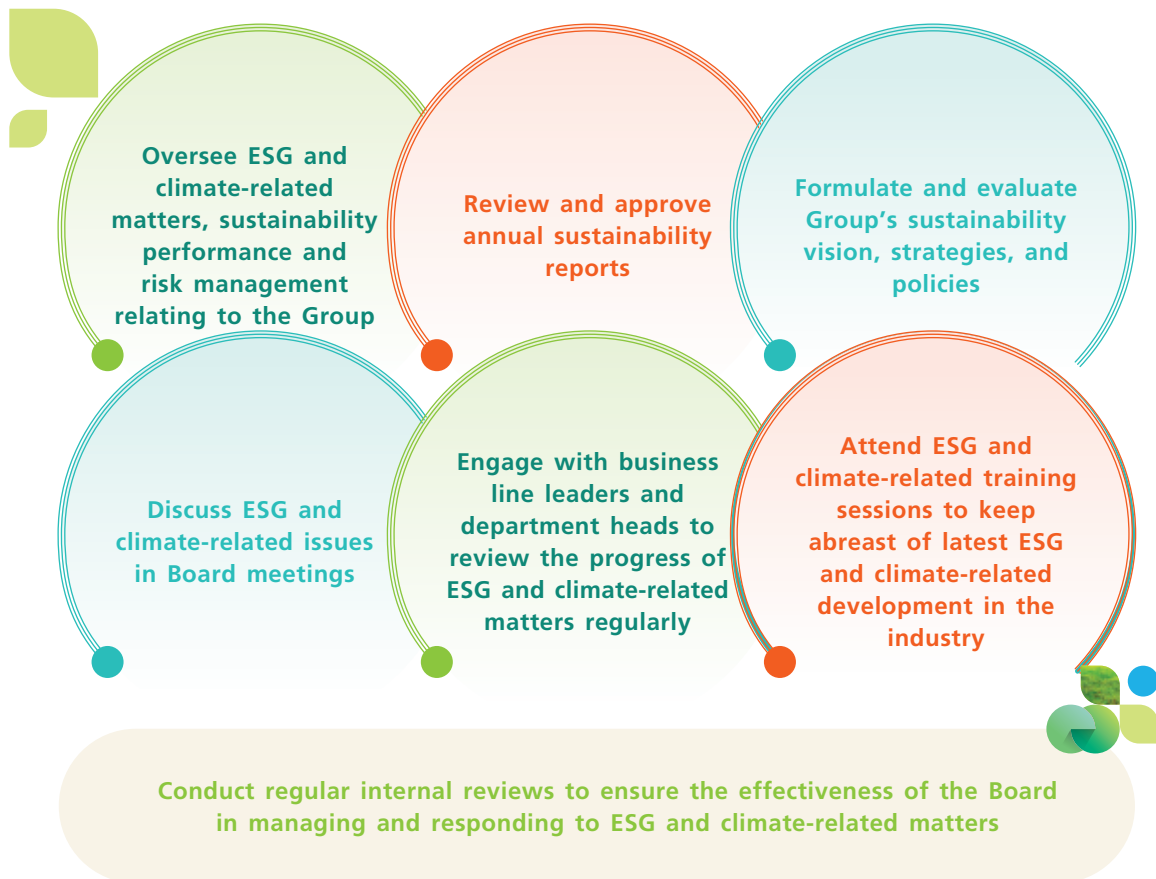 Oversee ESG and
climate-related
matters, sustainability
performance and
risk management
relating to the Group
Review and approve
annual sustainability
reports
Formulate and evaluate
Group's sustainability
vision, strategies, and
policies
Discuss ESG and
climate-related issues
in Board meetings
Engage with business
line leaders and
department heads to
review the progress of
ESG and climate-related
matters regularly
Attend ESG and
climate-related training
sessions to keep
abreast of latest ESG
and climate-related
development in the
industry
Conduct regular internal reviews to ensure the effectiveness of the Board
in managing and responding to ESG and climate-related matters